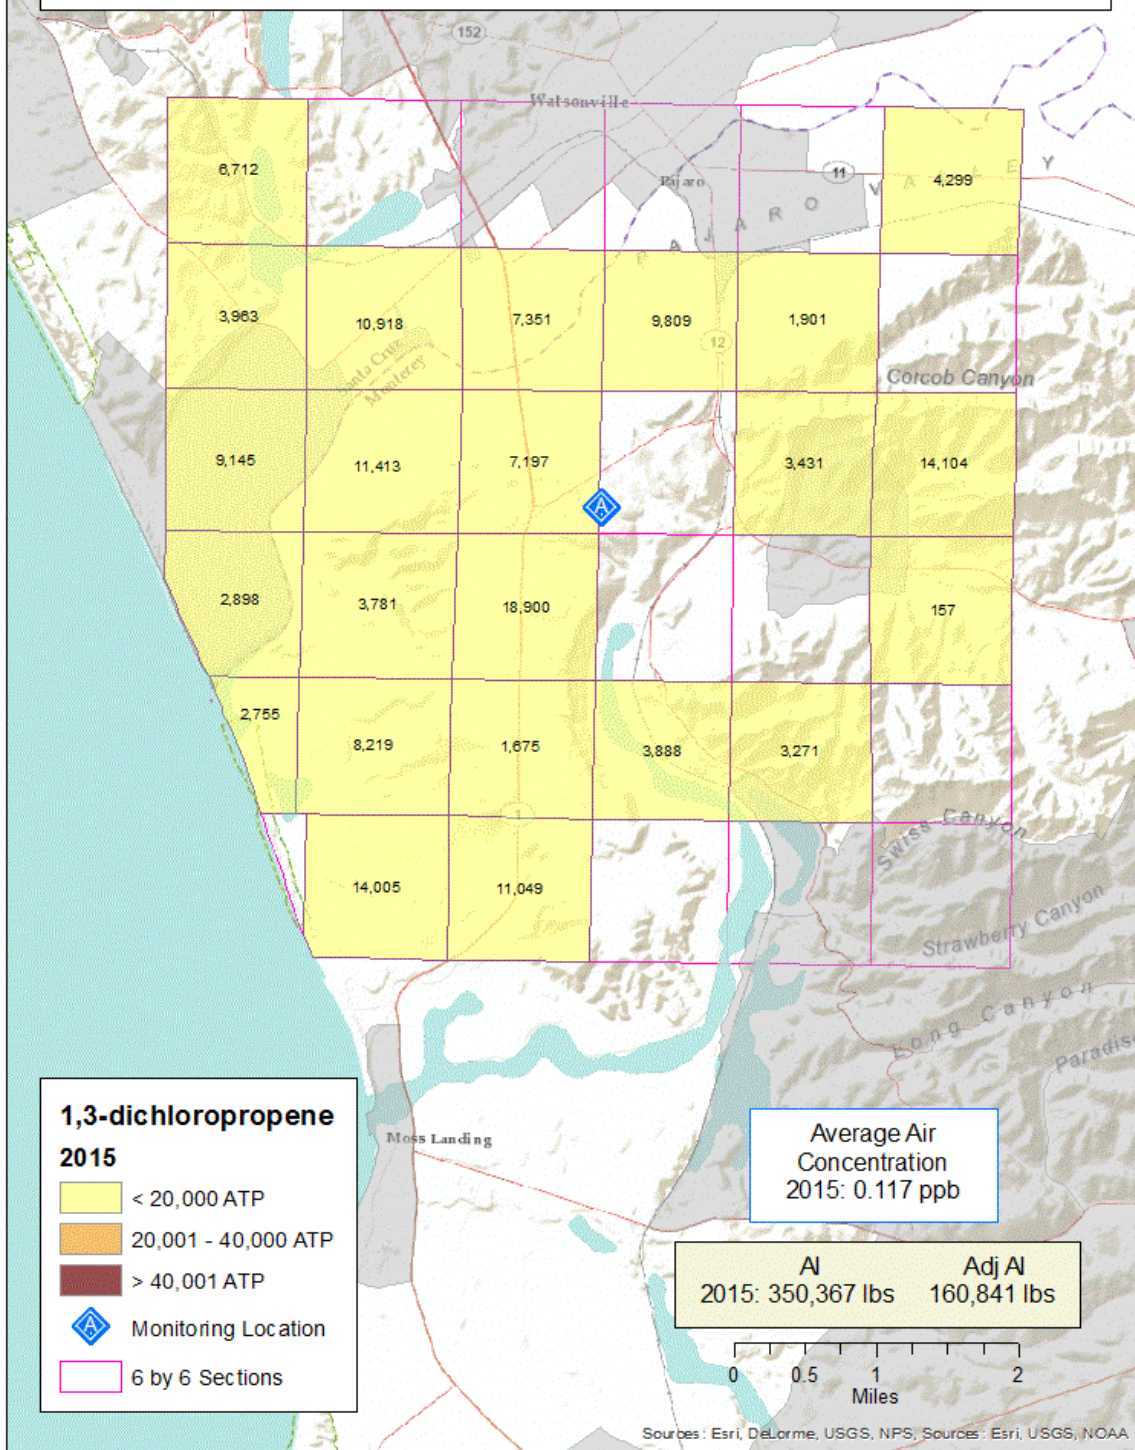 152
Watsonville
6,712
Pajaro
11
4,299
PAJARO VALLEY
3,963
10,918
7,351
9,809
1,901
12
Santa Cruz
Monterey
Corcob Canyon
9,145
11,413
7,197
3,431
14,104
A
2,898
3,781
18,900
157
2,755
8,219
1,675
3,888
3,271
1
Swiss Canyon
14,005
11,049
Strawberry Canyon
Long Canyon
Paradise
Moss Landing
1,3-dichloropropene
2015
< 20,000 ATP
20,001 - 40,000 ATP
> 40,001 ATP
A Monitoring Location
6 by 6 Sections
Average Air
Concentration
2015: 0.117 ppb
AI Adj AI
2015: 350,367 lbs 160,841 lbs
0 0.5 1 2
Miles
Sources: Esri, DeLorme, USGS, NPS, Sources: Esri, USGS, NOAA